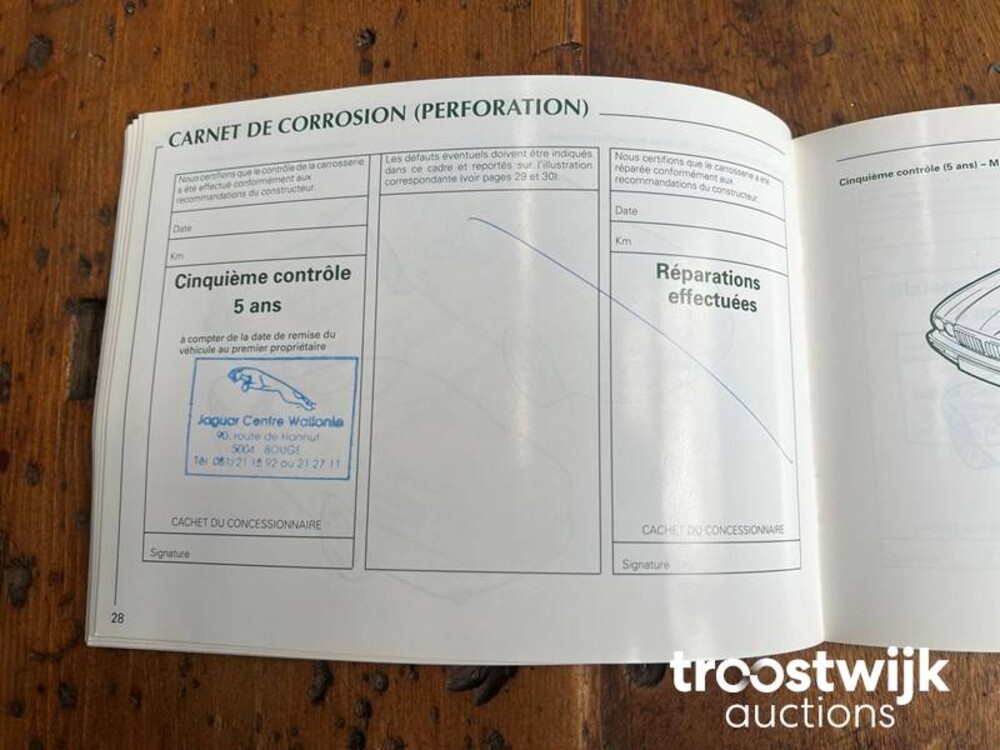 CARNET DE CORROSION (PERFORATION)
Nous certifions que le contrôle de la carrosserie
a été effectué conformément aux
recommandations du constructeur.
Date
Km
Cinquième contrôle
5 ans
à compter de la date de remise du
véhicule au premier propriétaire
Jaguar Centre Wallonie
90, route de Hannut
5004 BOUGE
Tél. 081/21 18 92 ou 21 27 11
CACHET DU CONCESSIONNAIRE
Signature
Les défauts éventuels doivent être indiqués
dans ce cadre et reportés sur l'illustration
correspondante (voir pages 29 et 30).
Nous certifions que le carrosserie a été
réparée conformément aux
recommandations du constructeur.
Date
Km
Réparations
effectuées
CACHET DU CONCESSIONNAIRE
Signature
28
Cinquième contrôle (5 ans) – M
troostwijk
auctions